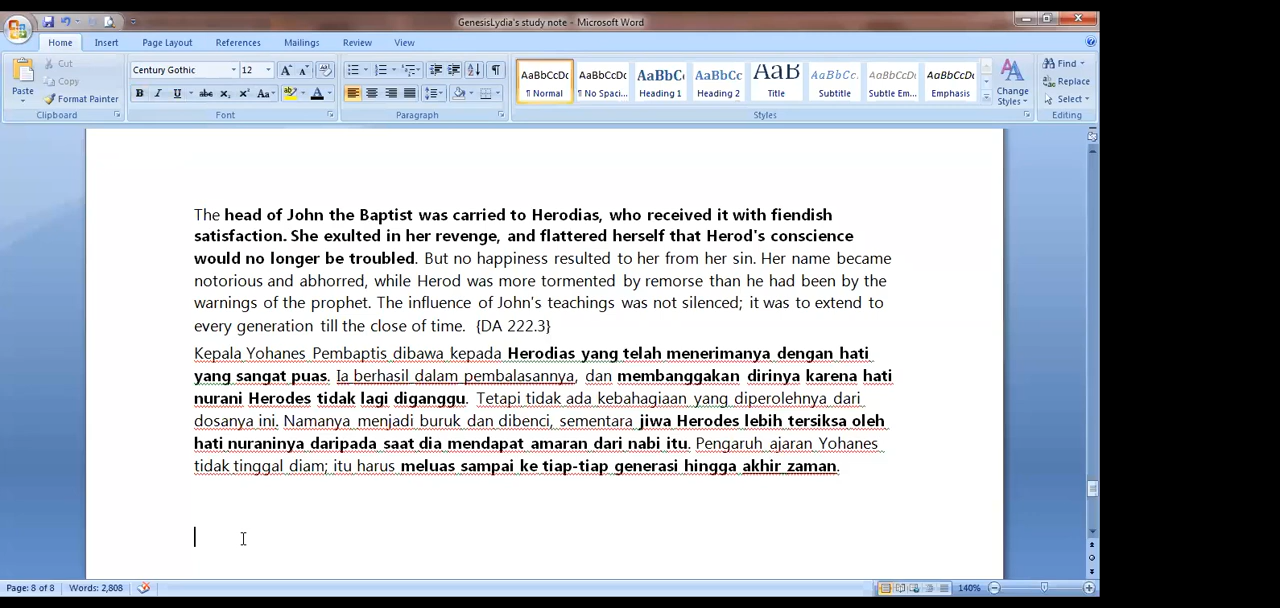 GenesisLydia's study note - Microsoft Word
Home Insert Page Layout References Mailings Review View
Paste
Cut
Copy
Format Painter
Clipboard
Century Gothic 12
B I U abc x₂ x² Aa
Font
Paragraph
AaBbCcDc AaBbCcDc AaBbCc AaBbCc AaBb AaBbCc. AaBbCcDc AaBbCcDc
¶ Normal ¶ No Spaci... Heading 1 Heading 2 Title Subtitle Subtle Em... Emphasis
Change
Styles
Styles
Find
Replace
Select
Editing
The head of John the Baptist was carried to Herodias, who received it with fiendish
satisfaction. She exulted in her revenge, and flattered herself that Herod's conscience
would no longer be troubled. But no happiness resulted to her from her sin. Her name became
notorious and abhorred, while Herod was more tormented by remorse than he had been by the
warnings of the prophet. The influence of John's teachings was not silenced; it was to extend to
every generation till the close of time. {DA 222.3}
Kepala Yohanes Pembaptis dibawa kepada Herodias yang telah menerimanya dengan hati
yang sangat puas. Ia berhasil dalam pembalasannya, dan membanggakan dirinya karena hati
nurani Herodes tidak lagi diganggu. Tetapi tidak ada kebahagiaan yang diperolehnya dari
dosanya ini. Namanya menjadi buruk dan dibenci, sementara jiwa Herodes lebih tersiksa oleh
hati nuraninya daripada saat dia mendapat amaran dari nabi itu. Pengaruh ajaran Yohanes
tidak tinggal diam; itu harus meluas sampai ke tiap-tiap generasi hingga akhir zaman.
Page: 8 of 8 Words: 2,808 140%